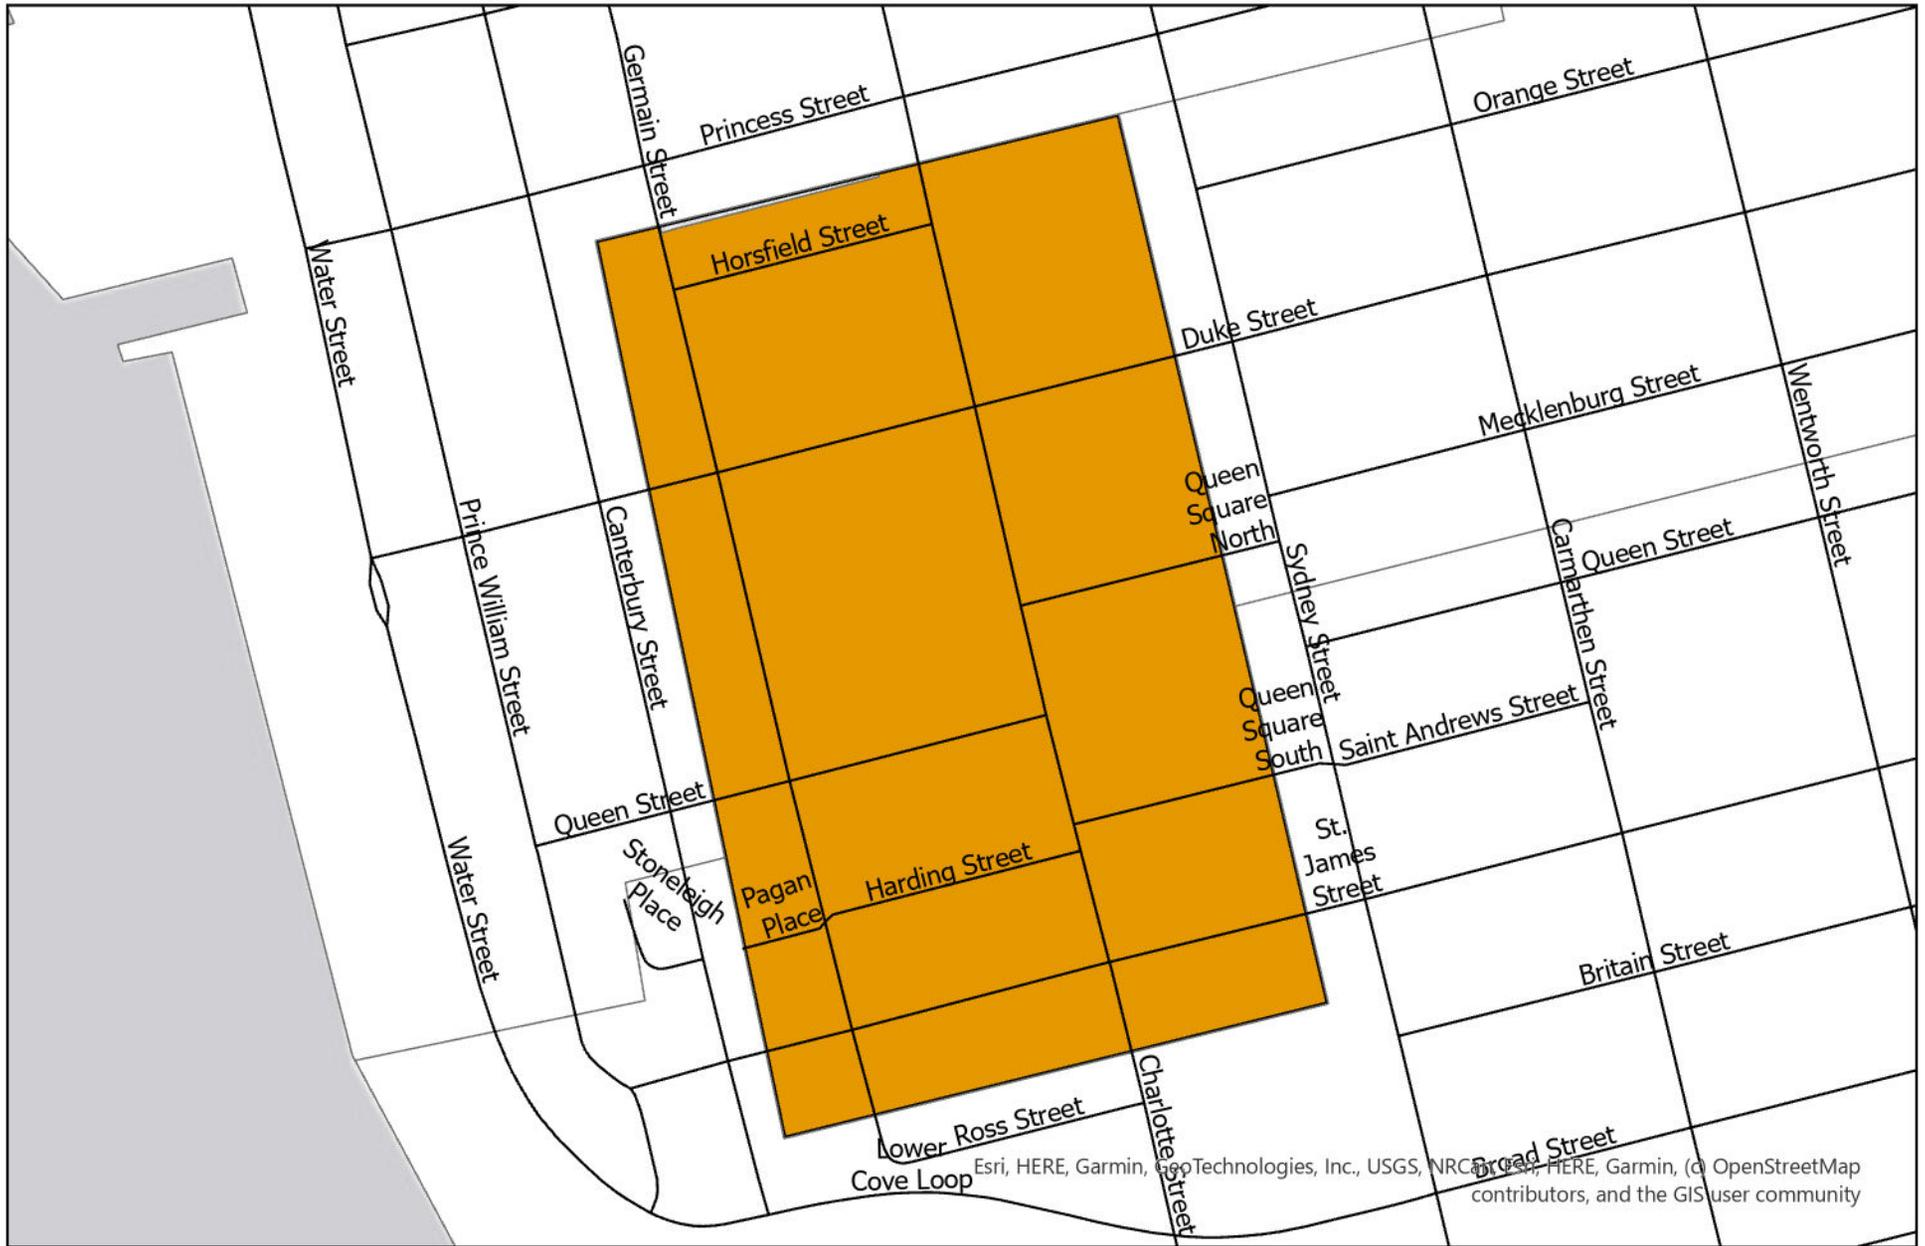 Germain Street
Princess Street
Orange Street
Horsfield Street
Water Street
Duke Street
Mecklenburg Street
Wentworth Street
Queen
Square
North
Prince William Street
Canterbury Street
Sydney Street
Carmarthen Street
Queen Street
Queen
Square
South
Saint Andrews Street
Queen Street
Water Street
Stoneleigh
Place
Pagan
Place
Harding Street
St.
James
Street
Britain Street
Charlotte Street
Lower
Cove Loop
Ross Street
Broad Street
Esri, HERE, Garmin, GeoTechnologies, Inc., USGS, NRCan, Esri, HERE, Garmin, (c) OpenStreetMap
contributors, and the GIS user community